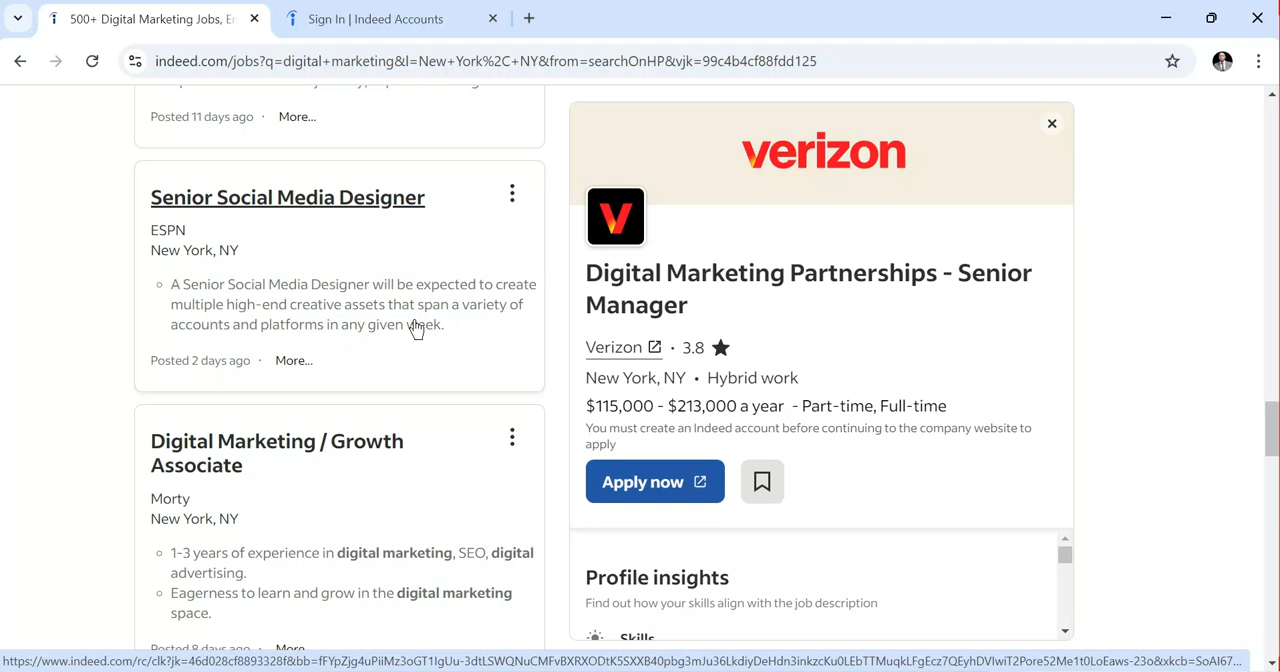 500+ Digital Marketing Jobs, En
Sign In | Indeed Accounts
indeed.com/jobs?q=digital+marketing&l=New+York%2C+NY&from=searchOnHP&vjk=99c4b4cf88fdd125
Posted 11 days ago · More...
Senior Social Media Designer
ESPN
New York, NY
A Senior Social Media Designer will be expected to create
multiple high-end creative assets that span a variety of
accounts and platforms in any given week.
Posted 2 days ago · More...
Digital Marketing / Growth
Associate
Morty
New York, NY
1-3 years of experience in digital marketing, SEO, digital
advertising.
Eagerness to learn and grow in the digital marketing
space.
Posted 8 days ago · More...
verizon
V
Digital Marketing Partnerships - Senior
Manager
Verizon · 3.8
New York, NY • Hybrid work
$115,000 - $213,000 a year - Part-time, Full-time
You must create an Indeed account before continuing to the company website to
apply
Apply now
Profile insights
Find out how your skills align with the job description
Skills